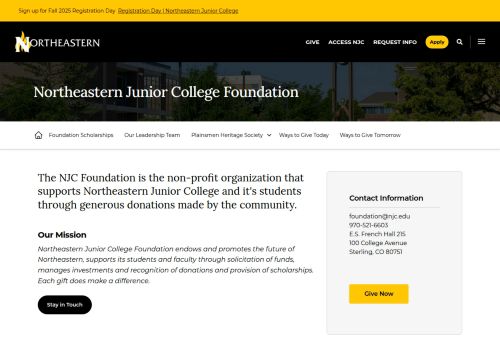 Sign up for Fall 2025 Registration Day  Registration Day | Northeastern Junior College
NORTHEASTERN
GIVE
ACCESS NJC
REQUEST INFO
Apply
Northeastern Junior College Foundation
Foundation Scholarships
Our Leadership Team
Plainsmen Heritage Society
Ways to Give Today
Ways to Give Tomorrow
The NJC Foundation is the non-profit organization that
supports Northeastern Junior College and it's students
through generous donations made by the community.
Our Mission
Northeastern Junior College Foundation endows and promotes the future of
Northeastern, supports its students and faculty through solicitation of funds,
manages investments and recognition of donations and provision of scholarships.
Each gift does make a difference.
Stay in Touch
Contact Information
foundation@njc.edu
970-521-6603
E.S. French Hall 215
100 College Avenue
Sterling, CO 80751
Give Now